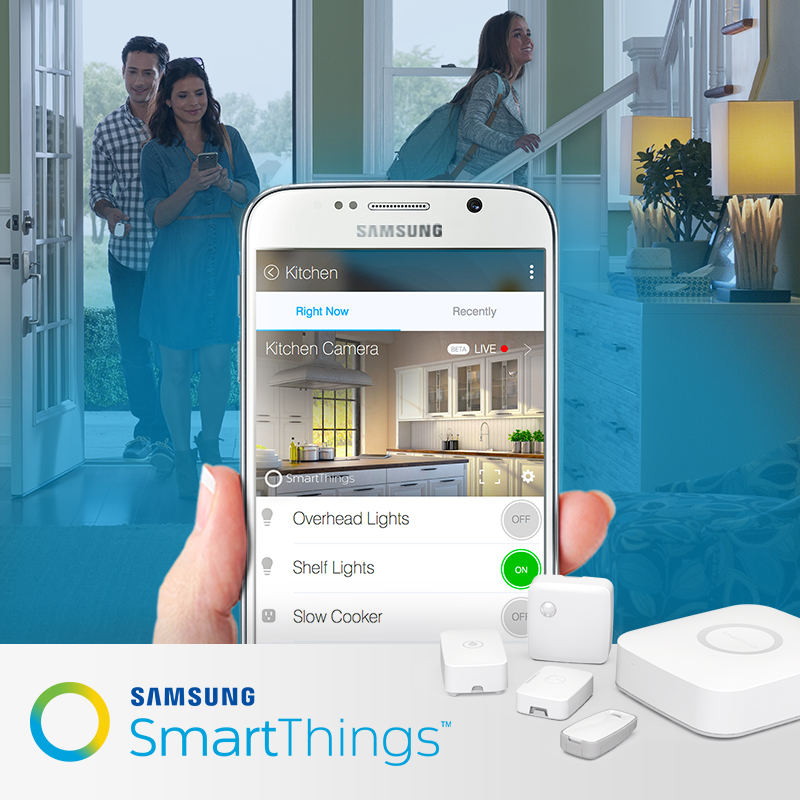 SAMSUNG
Kitchen
Right Now Recently
Kitchen Camera BETA LIVE
SmartThings
Overhead Lights OFF
Shelf Lights ON
Slow Cooker OFF
SAMSUNG
SmartThings™